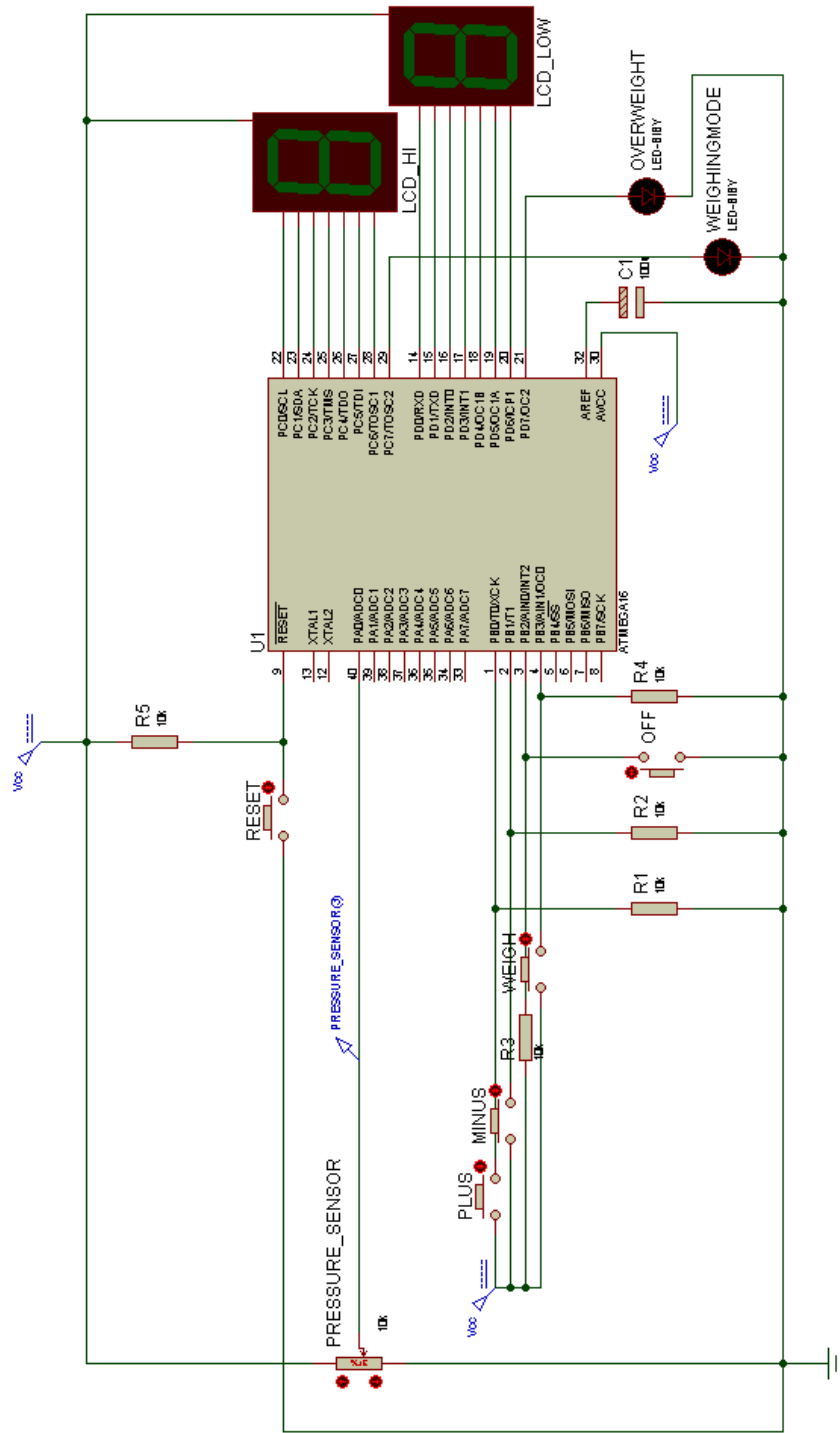 Vcc
R5
10k
RESET
PRESSURE_SENSOR(3)
PRESSURE_SENSOR
10k
PLUS
MINUS
R3
10k
WEIGH
Vcc
R1
10k
R2
10k
OFF
R4
10k
U1
9
RESET
13
XTAL1
12
XTAL2
40
PA0/ADC0
39
PA1/ADC1
38
PA2/ADC2
37
PA3/ADC3
36
PA4/ADC4
35
PA5/ADC5
34
PA6/ADC6
33
PA7/ADC7
1
PB0/T0/XCK
2
PB1/T1
3
PB2/AIN0/INT2
4
PB3/AIN1/OC0
5
PB4/SS
6
PB5/MOSI
7
PB6/MISO
8
PB7/SCK
ATMEGA16
PC0/SCL
22
PC1/SDA
23
PC2/TCK
24
PC3/TMS
25
PC4/TDO
26
PC5/TDI
27
PC6/TOSC1
28
PC7/TOSC2
29
PD0/RXD
14
PD1/TXD
15
PD2/INT0
16
PD3/INT1
17
PD4/OC1B
18
PD5/OC1A
19
PD6/ICP1
20
PD7/OC2
21
AREF
32
AVCC
30
LCD_HI
LCD_LOW
OVERWEIGHT
LED-BIBY
WEIGHINGMODE
LED-BIBY
C1
Vcc